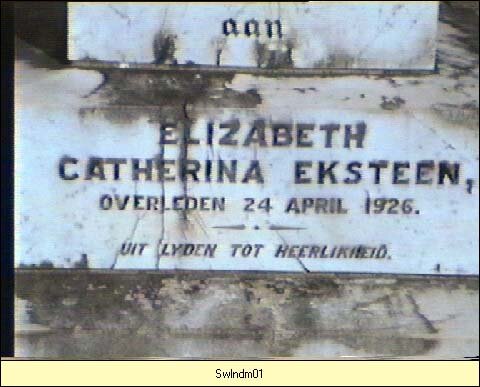 aan
ELIZABETH
CATHERINA EKSTEEN,
OVERLEDEN 24 APRIL 1926.
UIT LYDEN TOT HEERLIKHEID.
Swlndm01